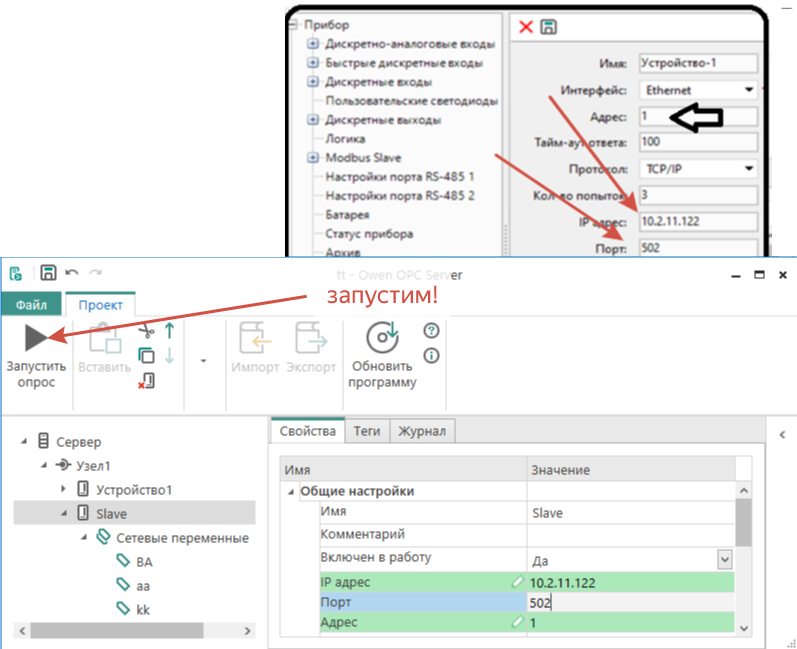 Прибор
Дискретно-аналоговые входы
Быстрые дискретные входы
Дискретные входы
Пользовательские светодиоды
Дискретные выходы
Логика
Modbus Slave
Настройки порта RS-485 1
Настройки порта RS-485 2
Батарея
Статус прибора
Архив
Имя: Устройство-1
Интерфейс: Ethernet
Адрес: 1
Тайм-аут ответа: 100
Протокол: TCP/IP
Кол-во попыток: 3
IP адрес: 10.2.11.122
Порт: 502
tt - Owen OPC Server
запустим!
Файл Проект
Запустить опрос
Вставить
Импорт Экспорт
Обновить программу
Сервер
Узел1
Устройство1
Slave
Сетевые переменные
BA
aa
kk
Свойства Теги Журнал
Имя Значение
Общие настройки
Имя Slave
Комментарий
Включен в работу Да
IP адрес 10.2.11.122
Порт 502
Адрес 1